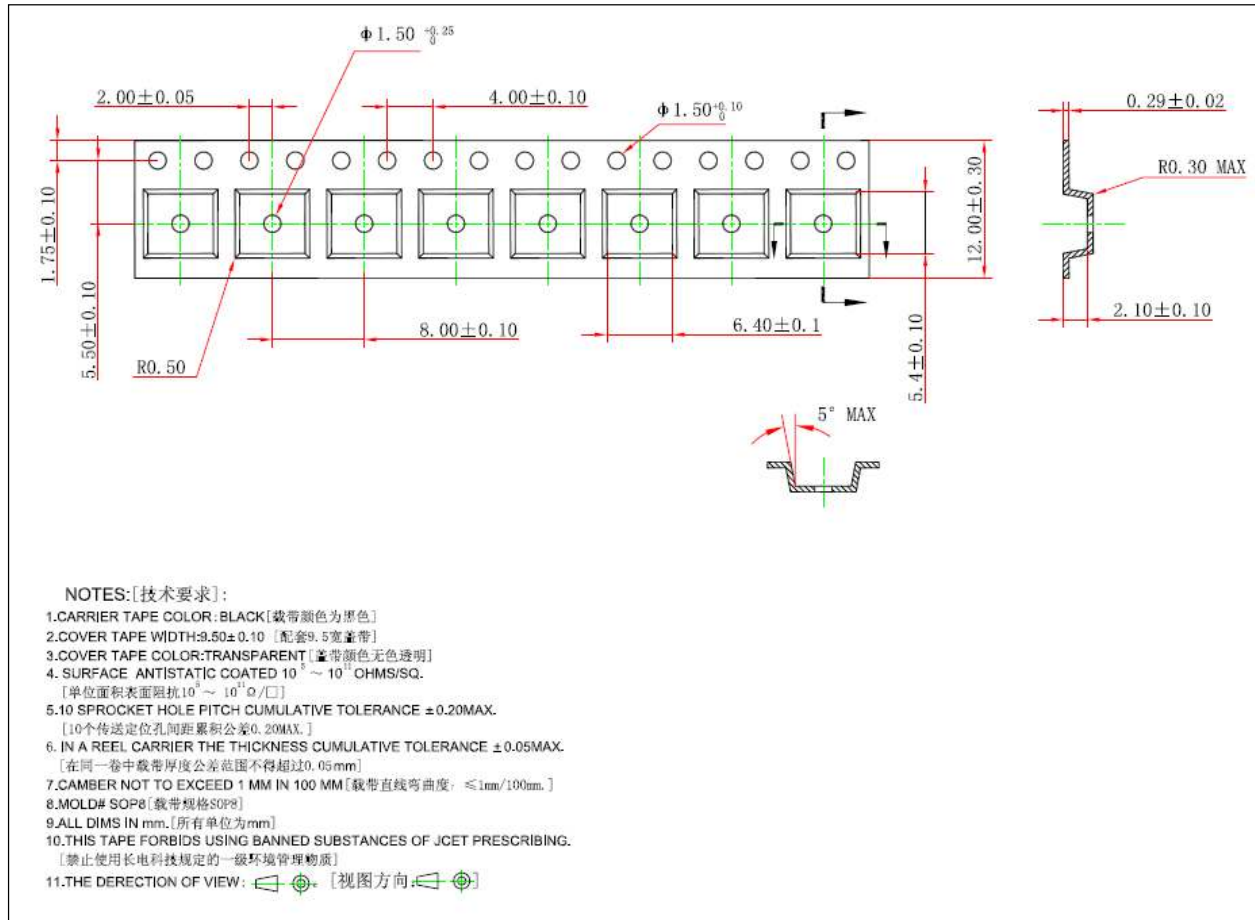 φ1.50 +0.25 0
2.00±0.05
4.00±0.10
φ1.50+0.10 0
0.29±0.02
R0.30 MAX
1.75±0.10
5.50±0.10
12.00±0.30
R0.50
8.00±0.10
6.40±0.1
5.4±0.10
2.10±0.10
5° MAX
NOTES:[技术要求]:
1.CARRIER TAPE COLOR:BLACK[载带颜色为黑色]
2.COVER TAPE WIDTH:9.50±0.10 [配套9.5宽盖带]
3.COVER TAPE COLOR:TRANSPARENT[盖带颜色无色透明]
4. SURFACE ANTISTATIC COATED 10⁵ ~ 10¹¹ OHMS/SQ.
[单位面积表面阻抗10⁵~ 10¹¹Ω/□]
5.10 SPROCKET HOLE PITCH CUMULATIVE TOLERANCE ±0.20MAX.
[10个传送定位孔间距累积公差0.20MAX.]
6. IN A REEL CARRIER THE THICKNESS CUMULATIVE TOLERANCE ±0.05MAX.
[在同一卷中载带厚度公差范围不得超过0.05mm]
7.CAMBER NOT TO EXCEED 1 MM IN 100 MM[载带直线弯曲度: ≤1mm/100mm.]
8.MOLD# SOP8[载带规格SOP8]
9.ALL DIMS IN mm.[所有单位为mm]
10.THIS TAPE FORBIDS USING BANNED SUBSTANCES OF JCET PRESCRIBING.
[禁止使用长电科技规定的一级环境管理物质]
11.THE DERECTION OF VIEW: [视图方向: ]